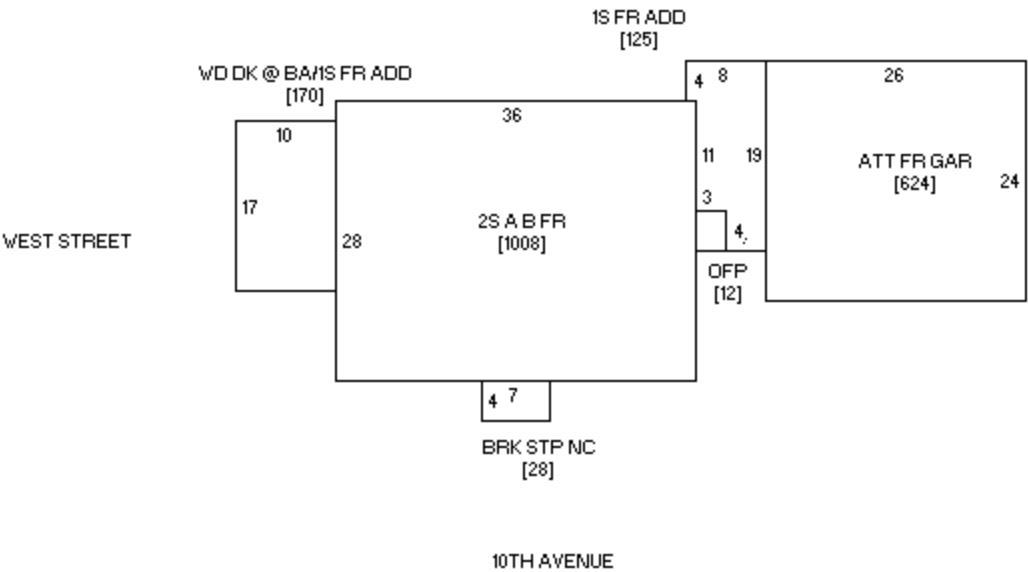 1S FR ADD
[125]
WD DK @ BA/1S FR ADD
[170]
4
8
26
10
36
11
19
ATT FR GAR
[624]
24
17
3
WEST STREET
28
2S A B FR
[1008]
4
OFP
[12]
4
7
BRK STP NC
[28]
10TH AVENUE